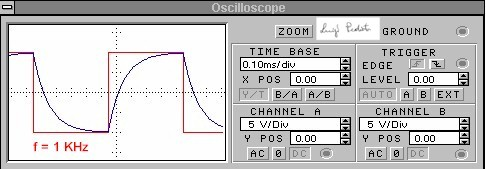 Oscilloscope
ZOOM Luigi GROUND
TIME BASE
0.10ms/div
X POS 0.00
Y/T B/A A/B
TRIGGER
EDGE
LEVEL 0.00
AUTO A B EXT
CHANNEL A
5 V/Div
Y POS 0.00
AC 0 DC
CHANNEL B
5 V/Div
Y POS 0.00
AC 0 DC
f = 1 KHz